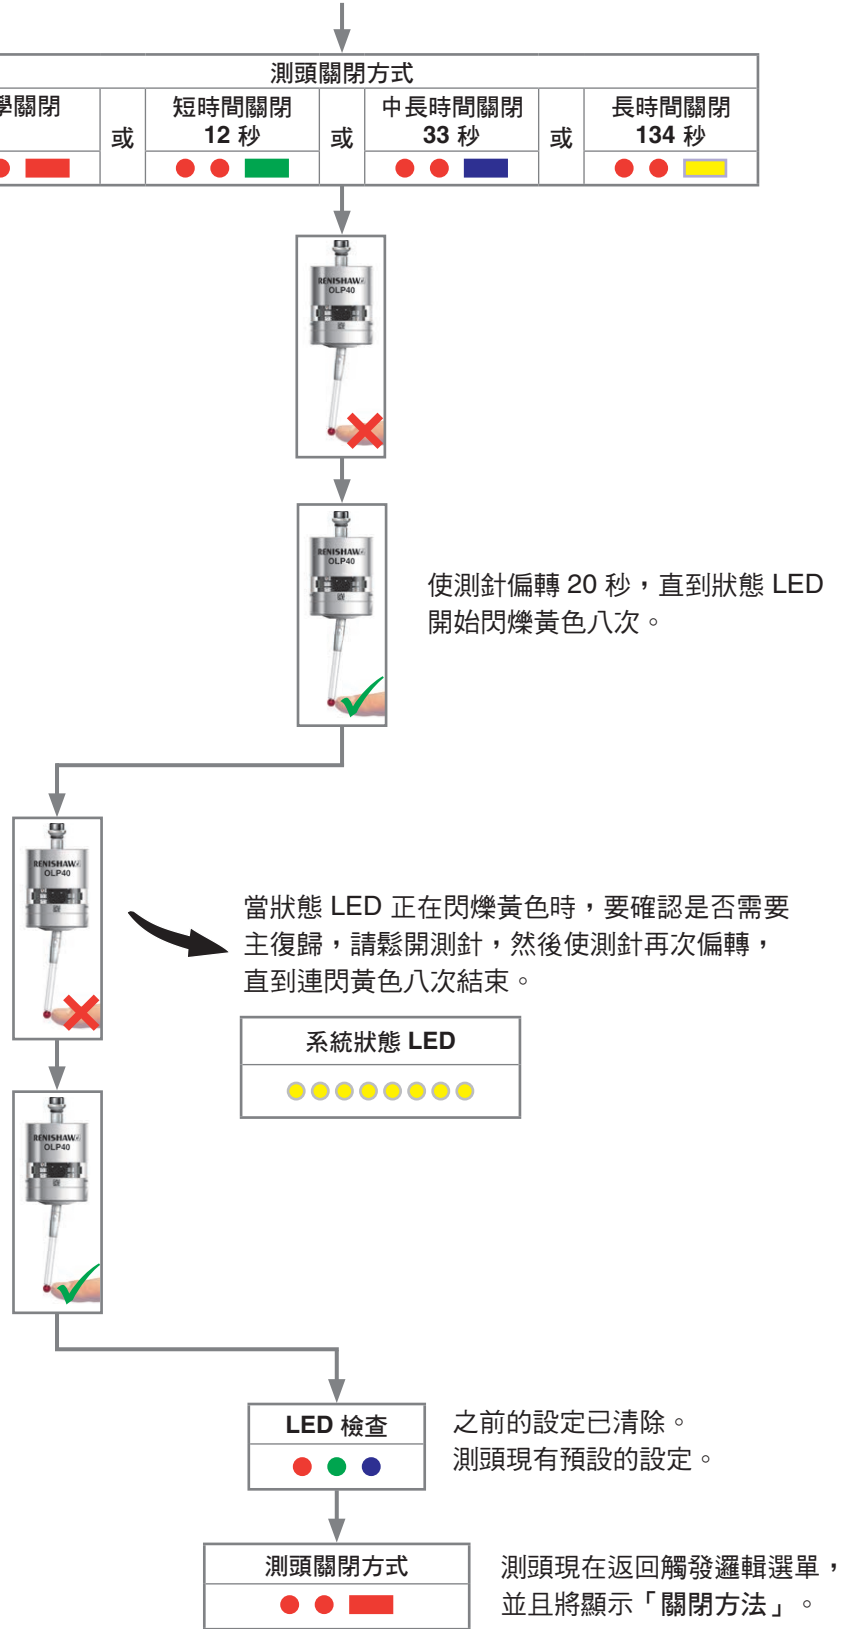 測頭關閉方式
學關閉
或
短時間關閉
12 秒
或
中長時間關閉
33 秒
或
長時間關閉
134 秒
RENISHAW
OLP40
RENISHAW
OLP40
使測針偏轉 20 秒，直到狀態 LED
開始閃爍黃色八次。
RENISHAW
OLP40
當狀態 LED 正在閃爍黃色時，要確認是否需要
主復歸，請鬆開測針，然後使測針再次偏轉，
直到連閃黃色八次結束。
系統狀態 LED
RENISHAW
OLP40
LED 檢查
之前的設定已清除。
測頭現有預設的設定。
測頭關閉方式
測頭現在返回觸發邏輯選單，
並且將顯示「關閉方法」。